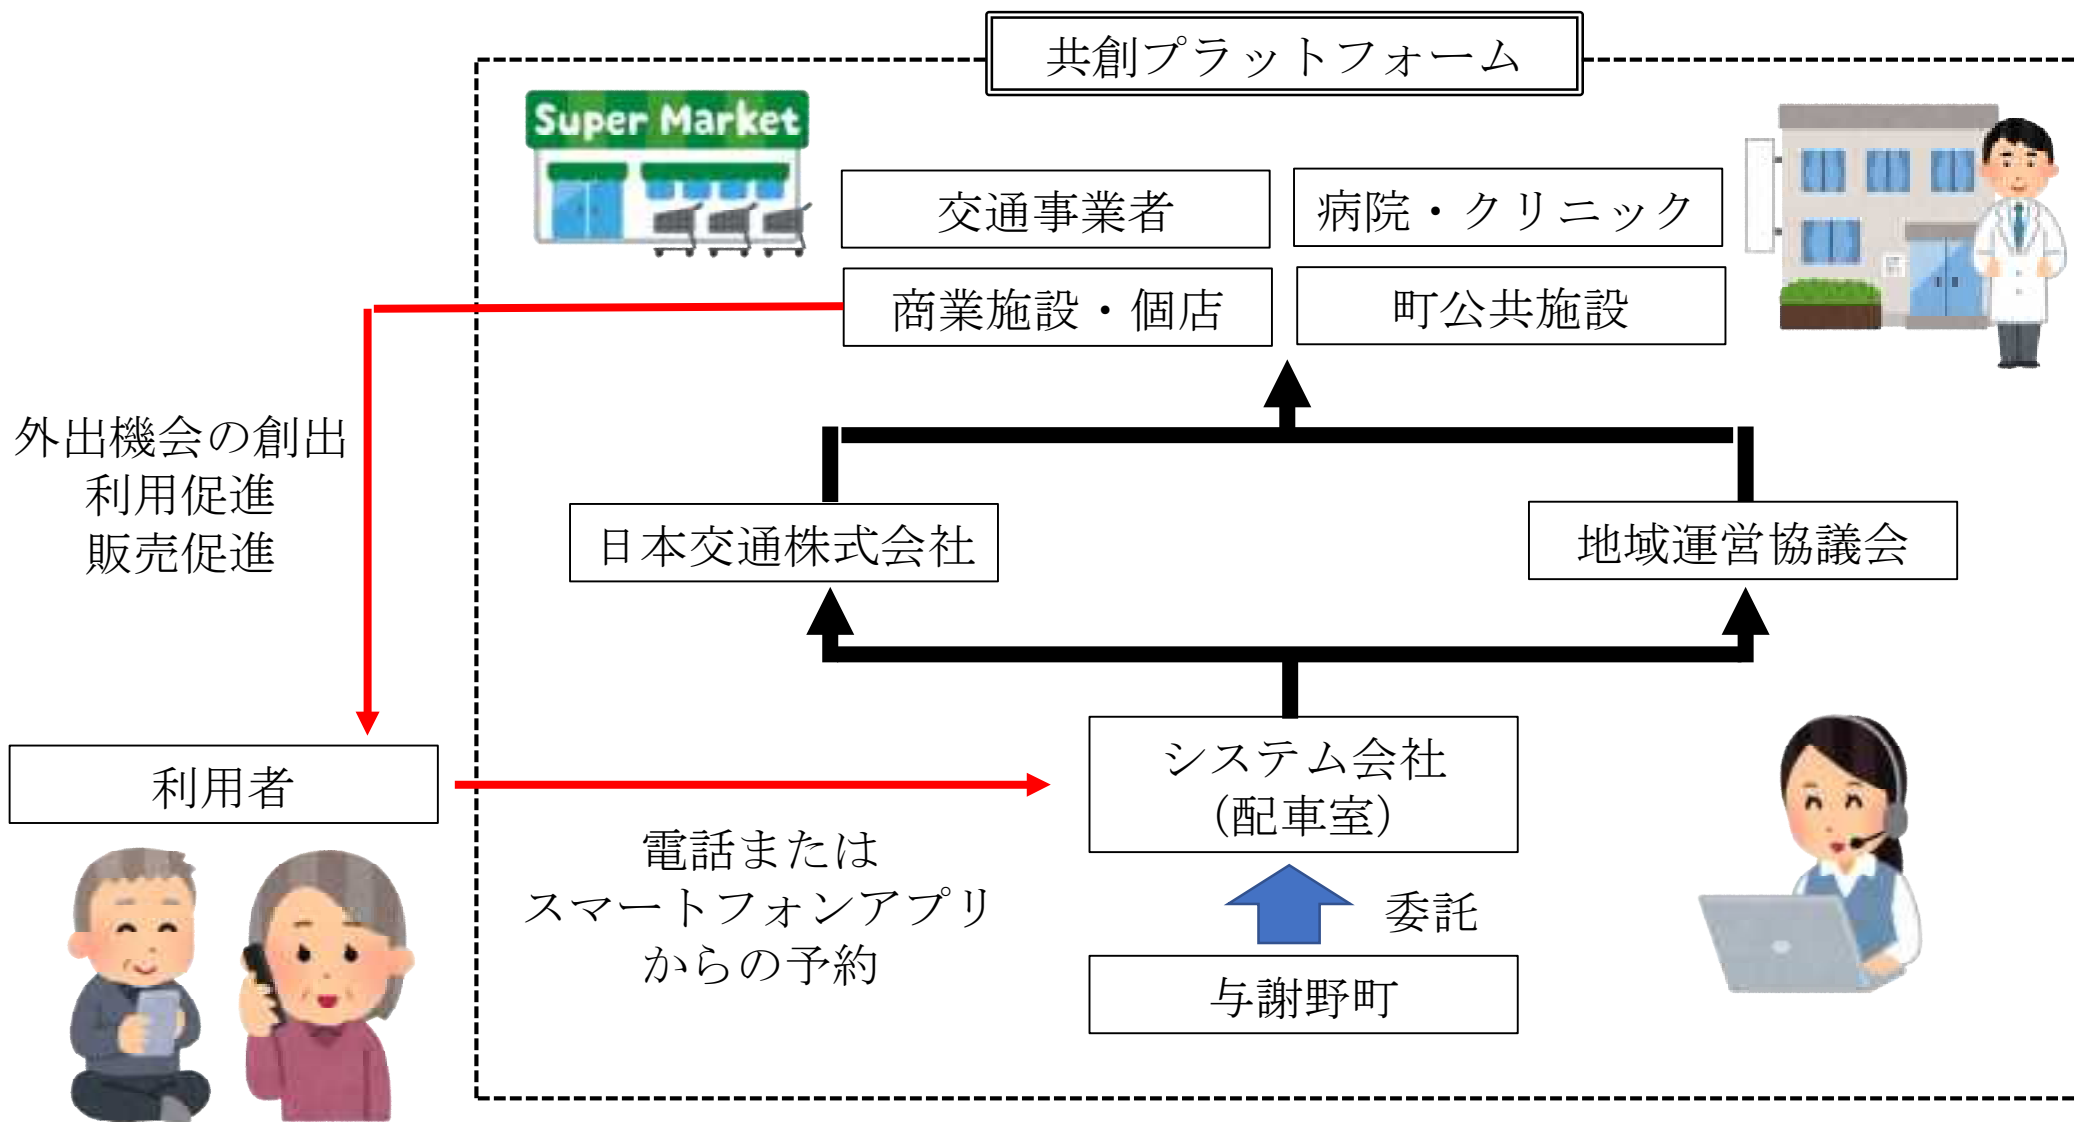 共創プラットフォーム
Super Market
交通事業者
病院・クリニック
商業施設・個店
町公共施設
外出機会の創出
利用促進
販売促進
日本交通株式会社
地域運営協議会
利用者
システム会社
(配車室)
電話または
スマートフォンアプリ
からの予約
委託
与謝野町